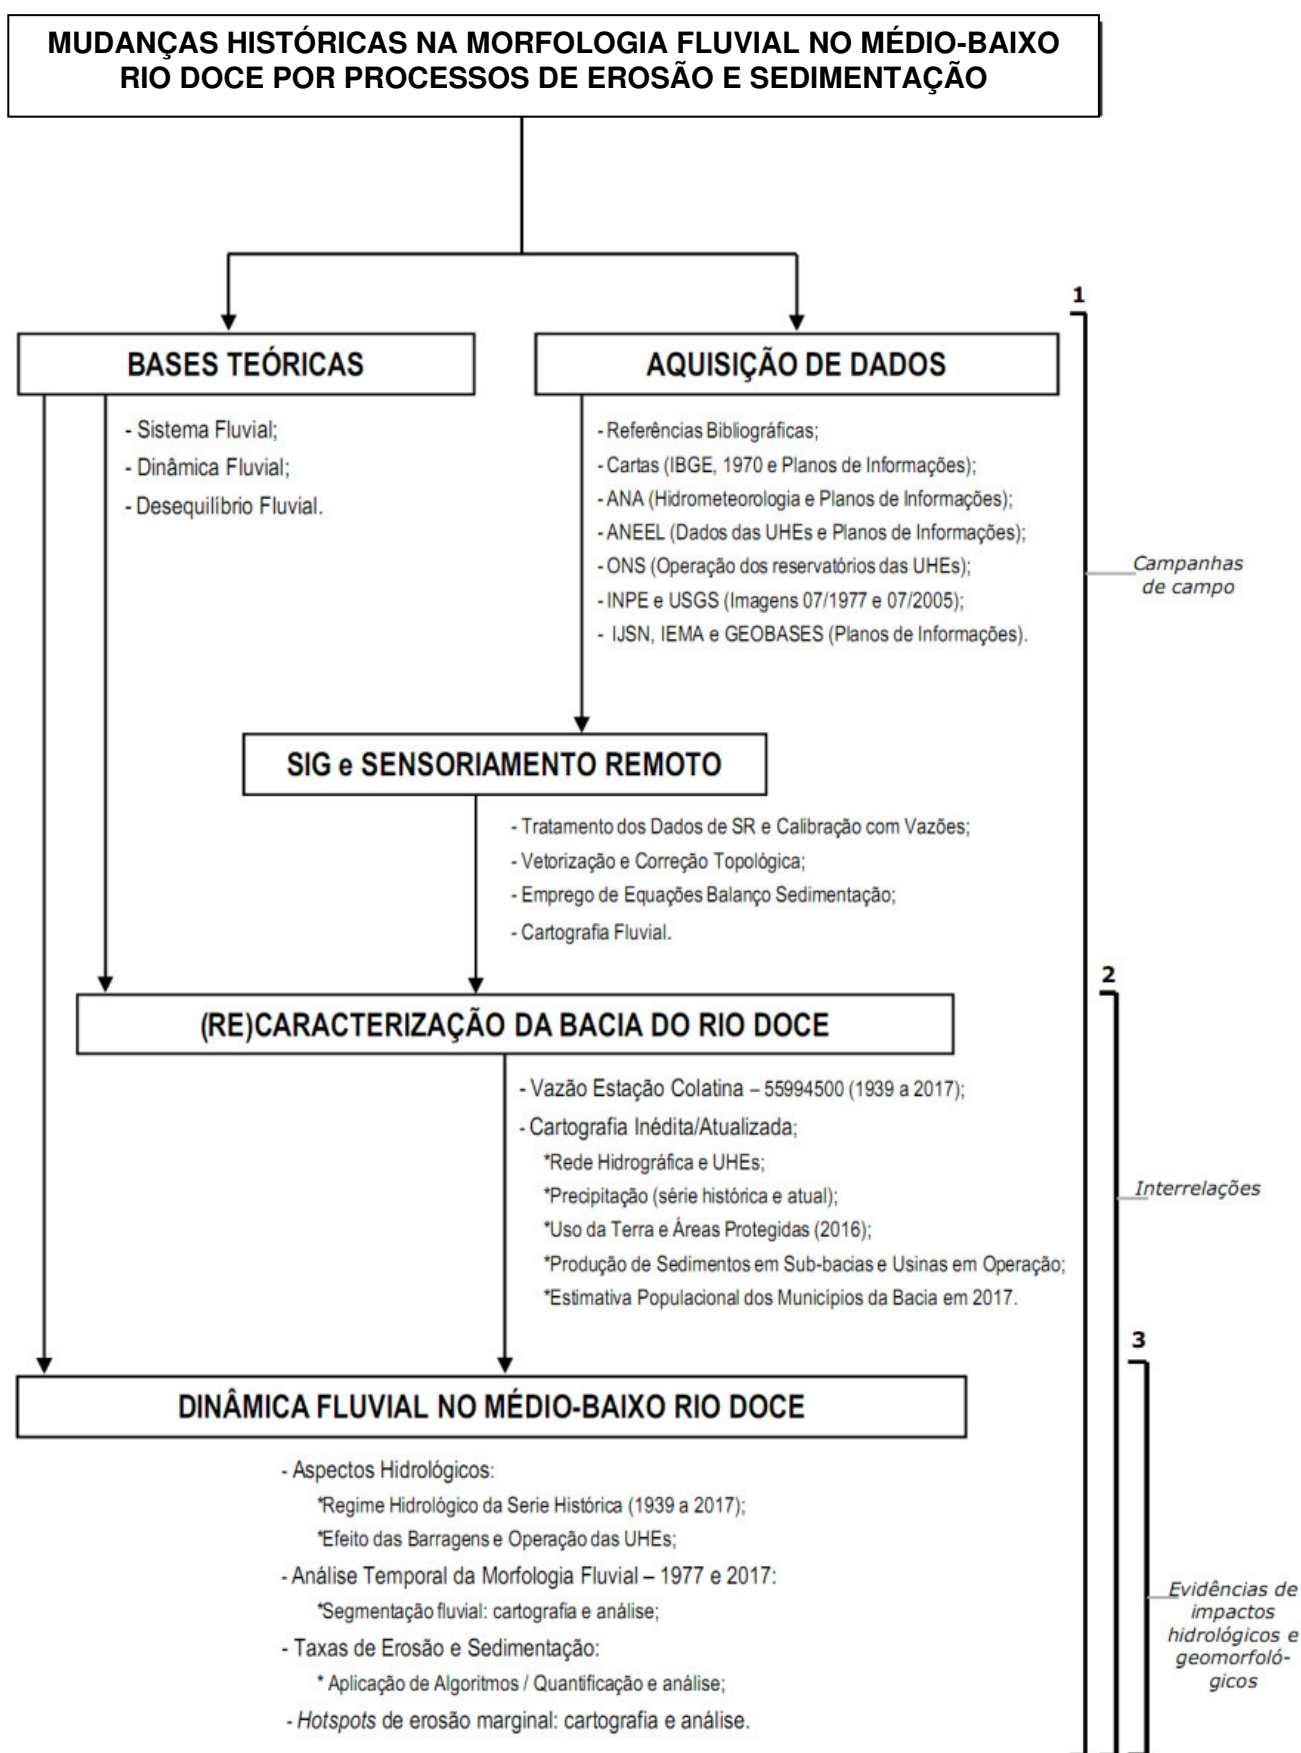 MUDANÇAS HISTÓRICAS NA MORFOLOGIA FLUVIAL NO MÉDIO-BAIXO
RIO DOCE POR PROCESSOS DE EROSÃO E SEDIMENTAÇÃO
1
BASES TEÓRICAS
- Sistema Fluvial;
- Dinâmica Fluvial;
- Desequilíbrio Fluvial.
AQUISIÇÃO DE DADOS
- Referências Bibliográficas;
- Cartas (IBGE, 1970 e Planos de Informações);
- ANA (Hidrometeorologia e Planos de Informações);
- ANEEL (Dados das UHEs e Planos de Informações);
- ONS (Operação dos reservatórios das UHEs);
- INPE e USGS (Imagens 07/1977 e 07/2005);
- IJSN, IEMA e GEOBASES (Planos de Informações).
Campanhas
de campo
SIG e SENSORIAMENTO REMOTO
- Tratamento dos Dados de SR e Calibração com Vazões;
- Vetorização e Correção Topológica;
- Emprego de Equações Balanço Sedimentação;
- Cartografia Fluvial.
2
(RE)CARACTERIZAÇÃO DA BACIA DO RIO DOCE
- Vazão Estação Colatina – 55994500 (1939 a 2017);
- Cartografia Inédita/Atualizada;
*Rede Hidrográfica e UHEs;
*Precipitação (série histórica e atual);
*Uso da Terra e Áreas Protegidas (2016);
*Produção de Sedimentos em Sub-bacias e Usinas em Operação;
*Estimativa Populacional dos Municípios da Bacia em 2017.
Interrelações
3
DINÂMICA FLUVIAL NO MÉDIO-BAIXO RIO DOCE
- Aspectos Hidrológicos:
*Regime Hidrológico da Serie Histórica (1939 a 2017);
*Efeito das Barragens e Operação das UHEs;
- Análise Temporal da Morfologia Fluvial – 1977 e 2017:
*Segmentação fluvial: cartografia e análise;
- Taxas de Erosão e Sedimentação:
* Aplicação de Algoritmos / Quantificação e análise;
- Hotspots de erosão marginal: cartografia e análise.
Evidências de
impactos
hidrológicos e
geomorfoló-
gicos